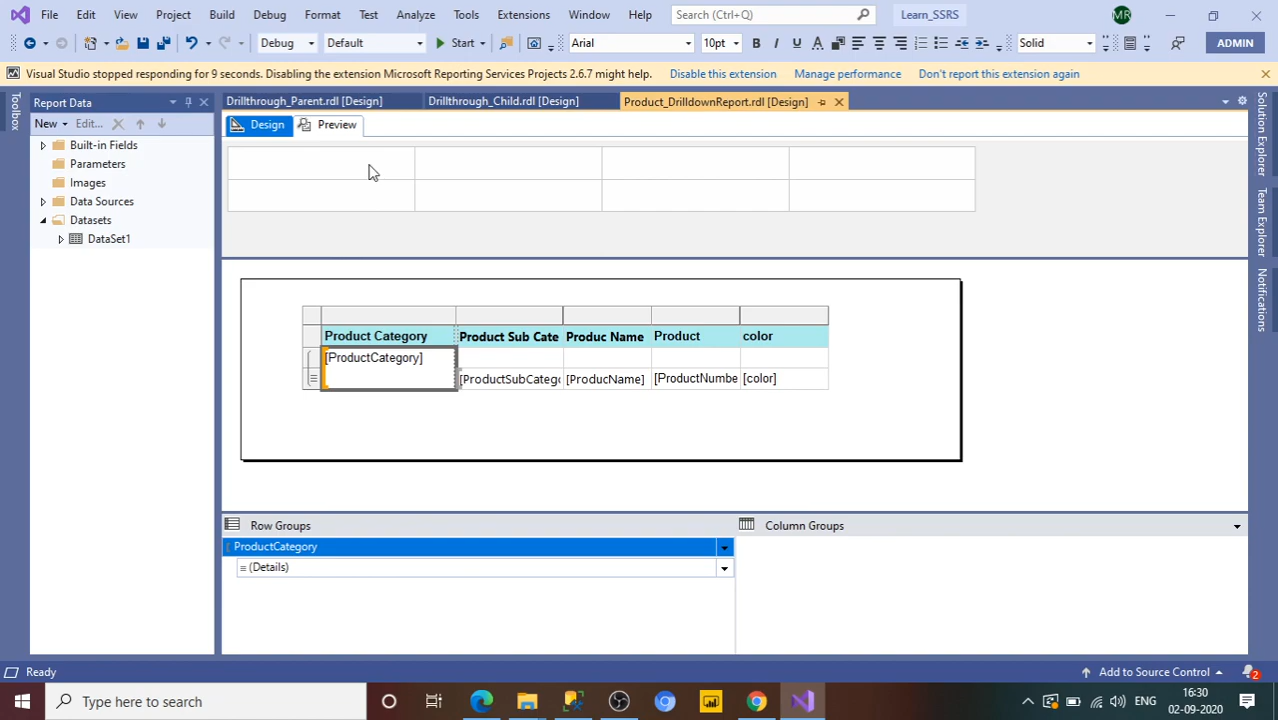 File Edit View Project Build Debug Format Test Analyze Tools Extensions Window Help Search (Ctrl+Q) Learn_SSRS MR
Debug Default Start Arial 10pt B I U A Solid ADMIN
Visual Studio stopped responding for 9 seconds. Disabling the extension Microsoft Reporting Services Projects 2.6.7 might help. Disable this extension Manage performance Don't report this extension again
Toolbox
Report Data
New Edit...
Built-in Fields
Parameters
Images
Data Sources
Datasets
DataSet1
Drillthrough_Parent.rdl [Design] Drillthrough_Child.rdl [Design] Product_DrilldownReport.rdl [Design]
Design Preview
Product Category Product Sub Cate Produc Name Product color
[ProductCategory]
[ProductSubCatego [ProducName] [ProductNumbe [color]
Row Groups Column Groups
ProductCategory
(Details)
Solution Explorer
Team Explorer
Notifications
Ready Add to Source Control 2
Type here to search ENG 16:30
02-09-2020